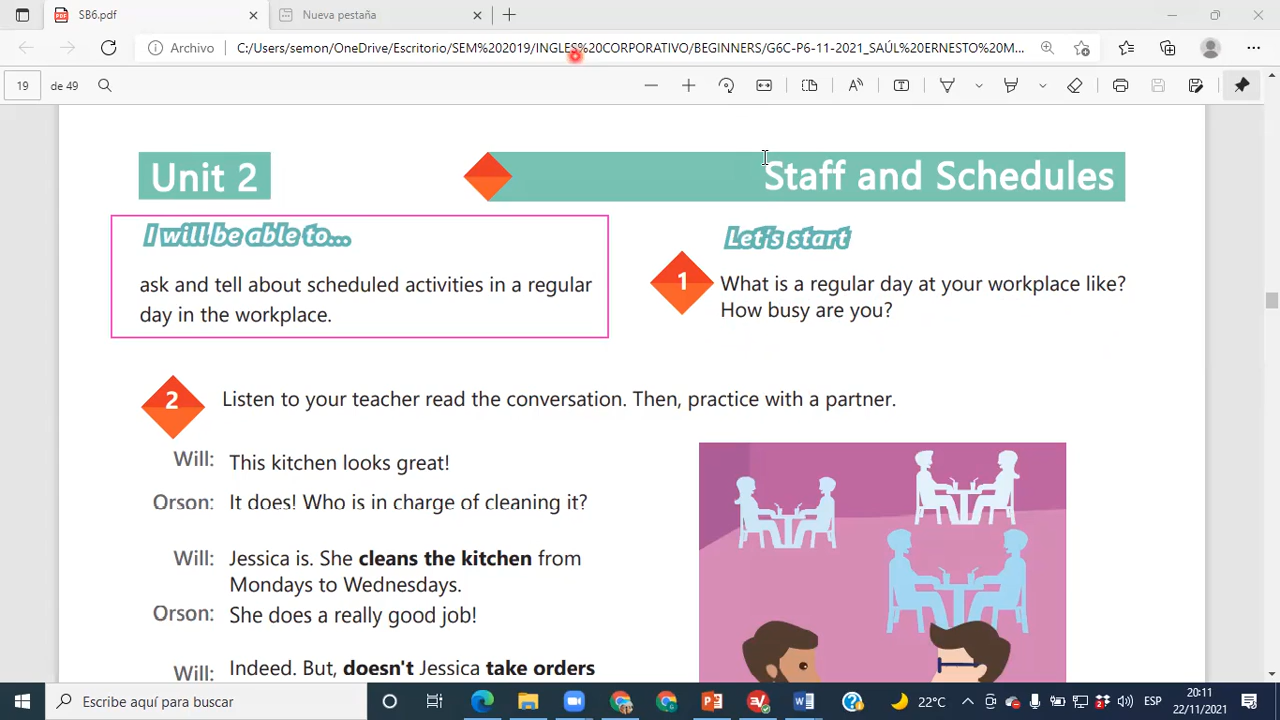 SB6.pdf
Nueva pestaña
Archivo
C:/Users/semon/OneDrive/Escritorio/SEM%202019/INGLES%20CORPORATIVO/BEGINNERS/G6C-P6-11-2021_SAÚL%20ERNESTO%20M...
19 de 49
Unit 2
Staff and Schedules
I will be able to...
ask and tell about scheduled activities in a regular
day in the workplace.
Let's start
1
What is a regular day at your workplace like?
How busy are you?
2
Listen to your teacher read the conversation. Then, practice with a partner.
Will: This kitchen looks great!
Orson: It does! Who is in charge of cleaning it?
Will: Jessica is. She cleans the kitchen from
Mondays to Wednesdays.
Orson: She does a really good job!
Will: Indeed. But, doesn't Jessica take orders
Escribe aquí para buscar
22°C
ESP
20:11
22/11/2021